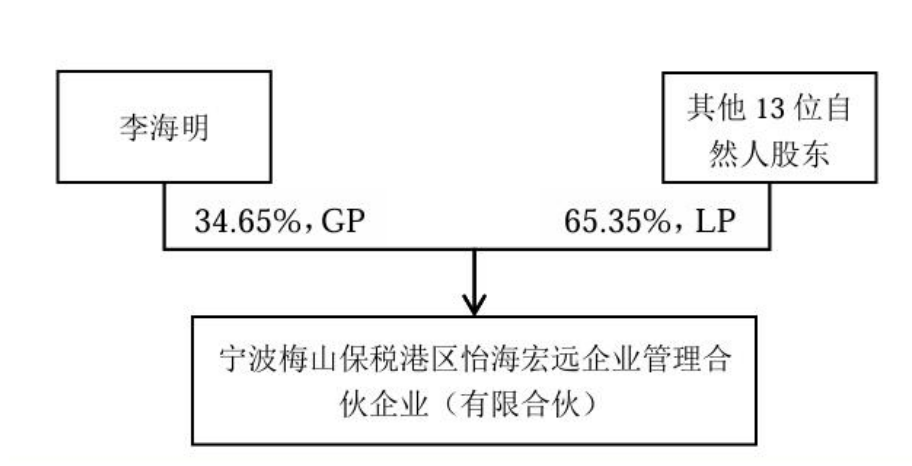 李海明
其他 13 位自
然人股东
34.65%，GP
65.35%，LP
宁波梅山保税港区怡海宏远企业管理合
伙企业（有限合伙）